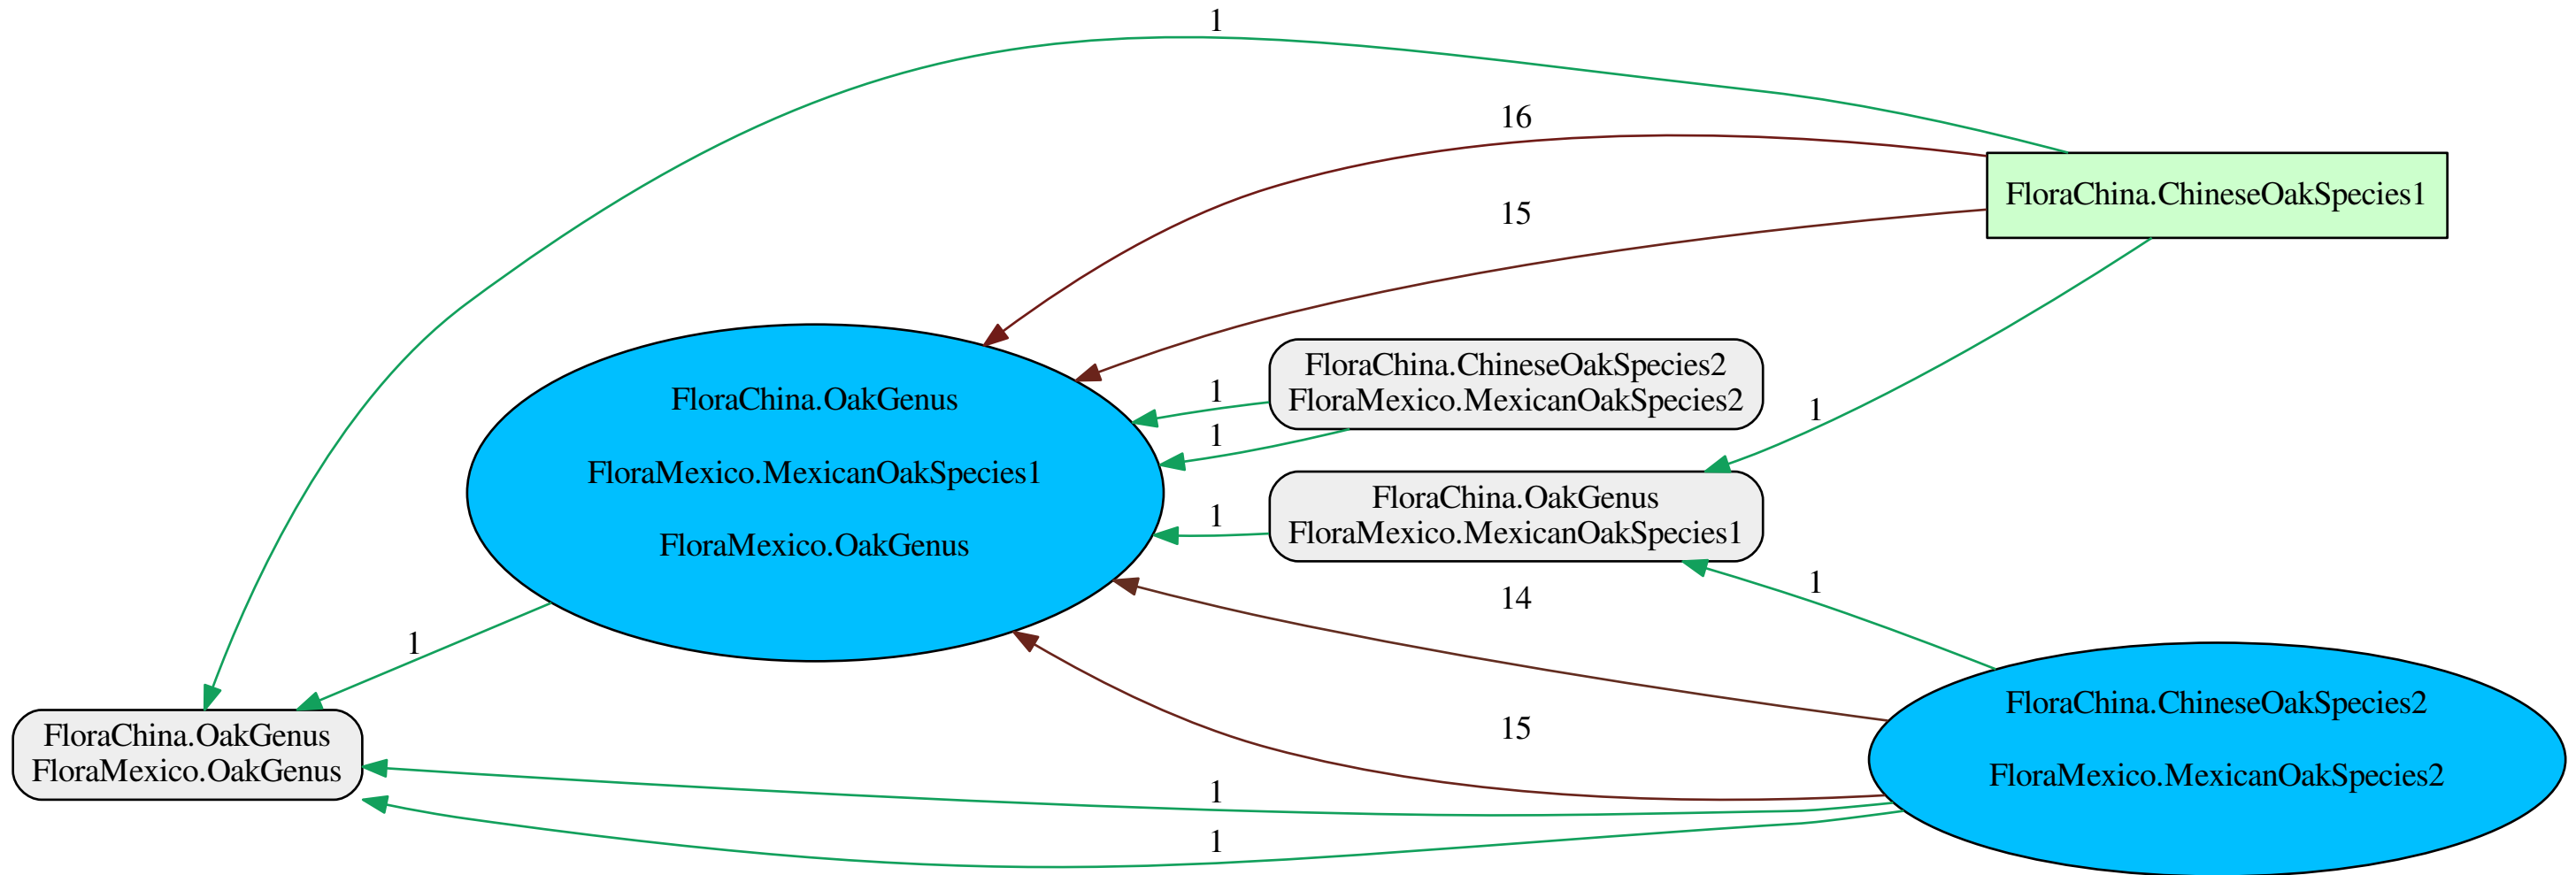 1
16
FloraChina.ChineseOakSpecies1
15
FloraChina.ChineseOakSpecies2
FloraMexico.MexicanOakSpecies2
1
1
1
FloraChina.OakGenus
FloraMexico.MexicanOakSpecies1
FloraMexico.OakGenus
FloraChina.OakGenus
FloraMexico.MexicanOakSpecies1
1
14
1
1
15
FloraChina.ChineseOakSpecies2
FloraMexico.MexicanOakSpecies2
FloraChina.OakGenus
FloraMexico.OakGenus
1
1